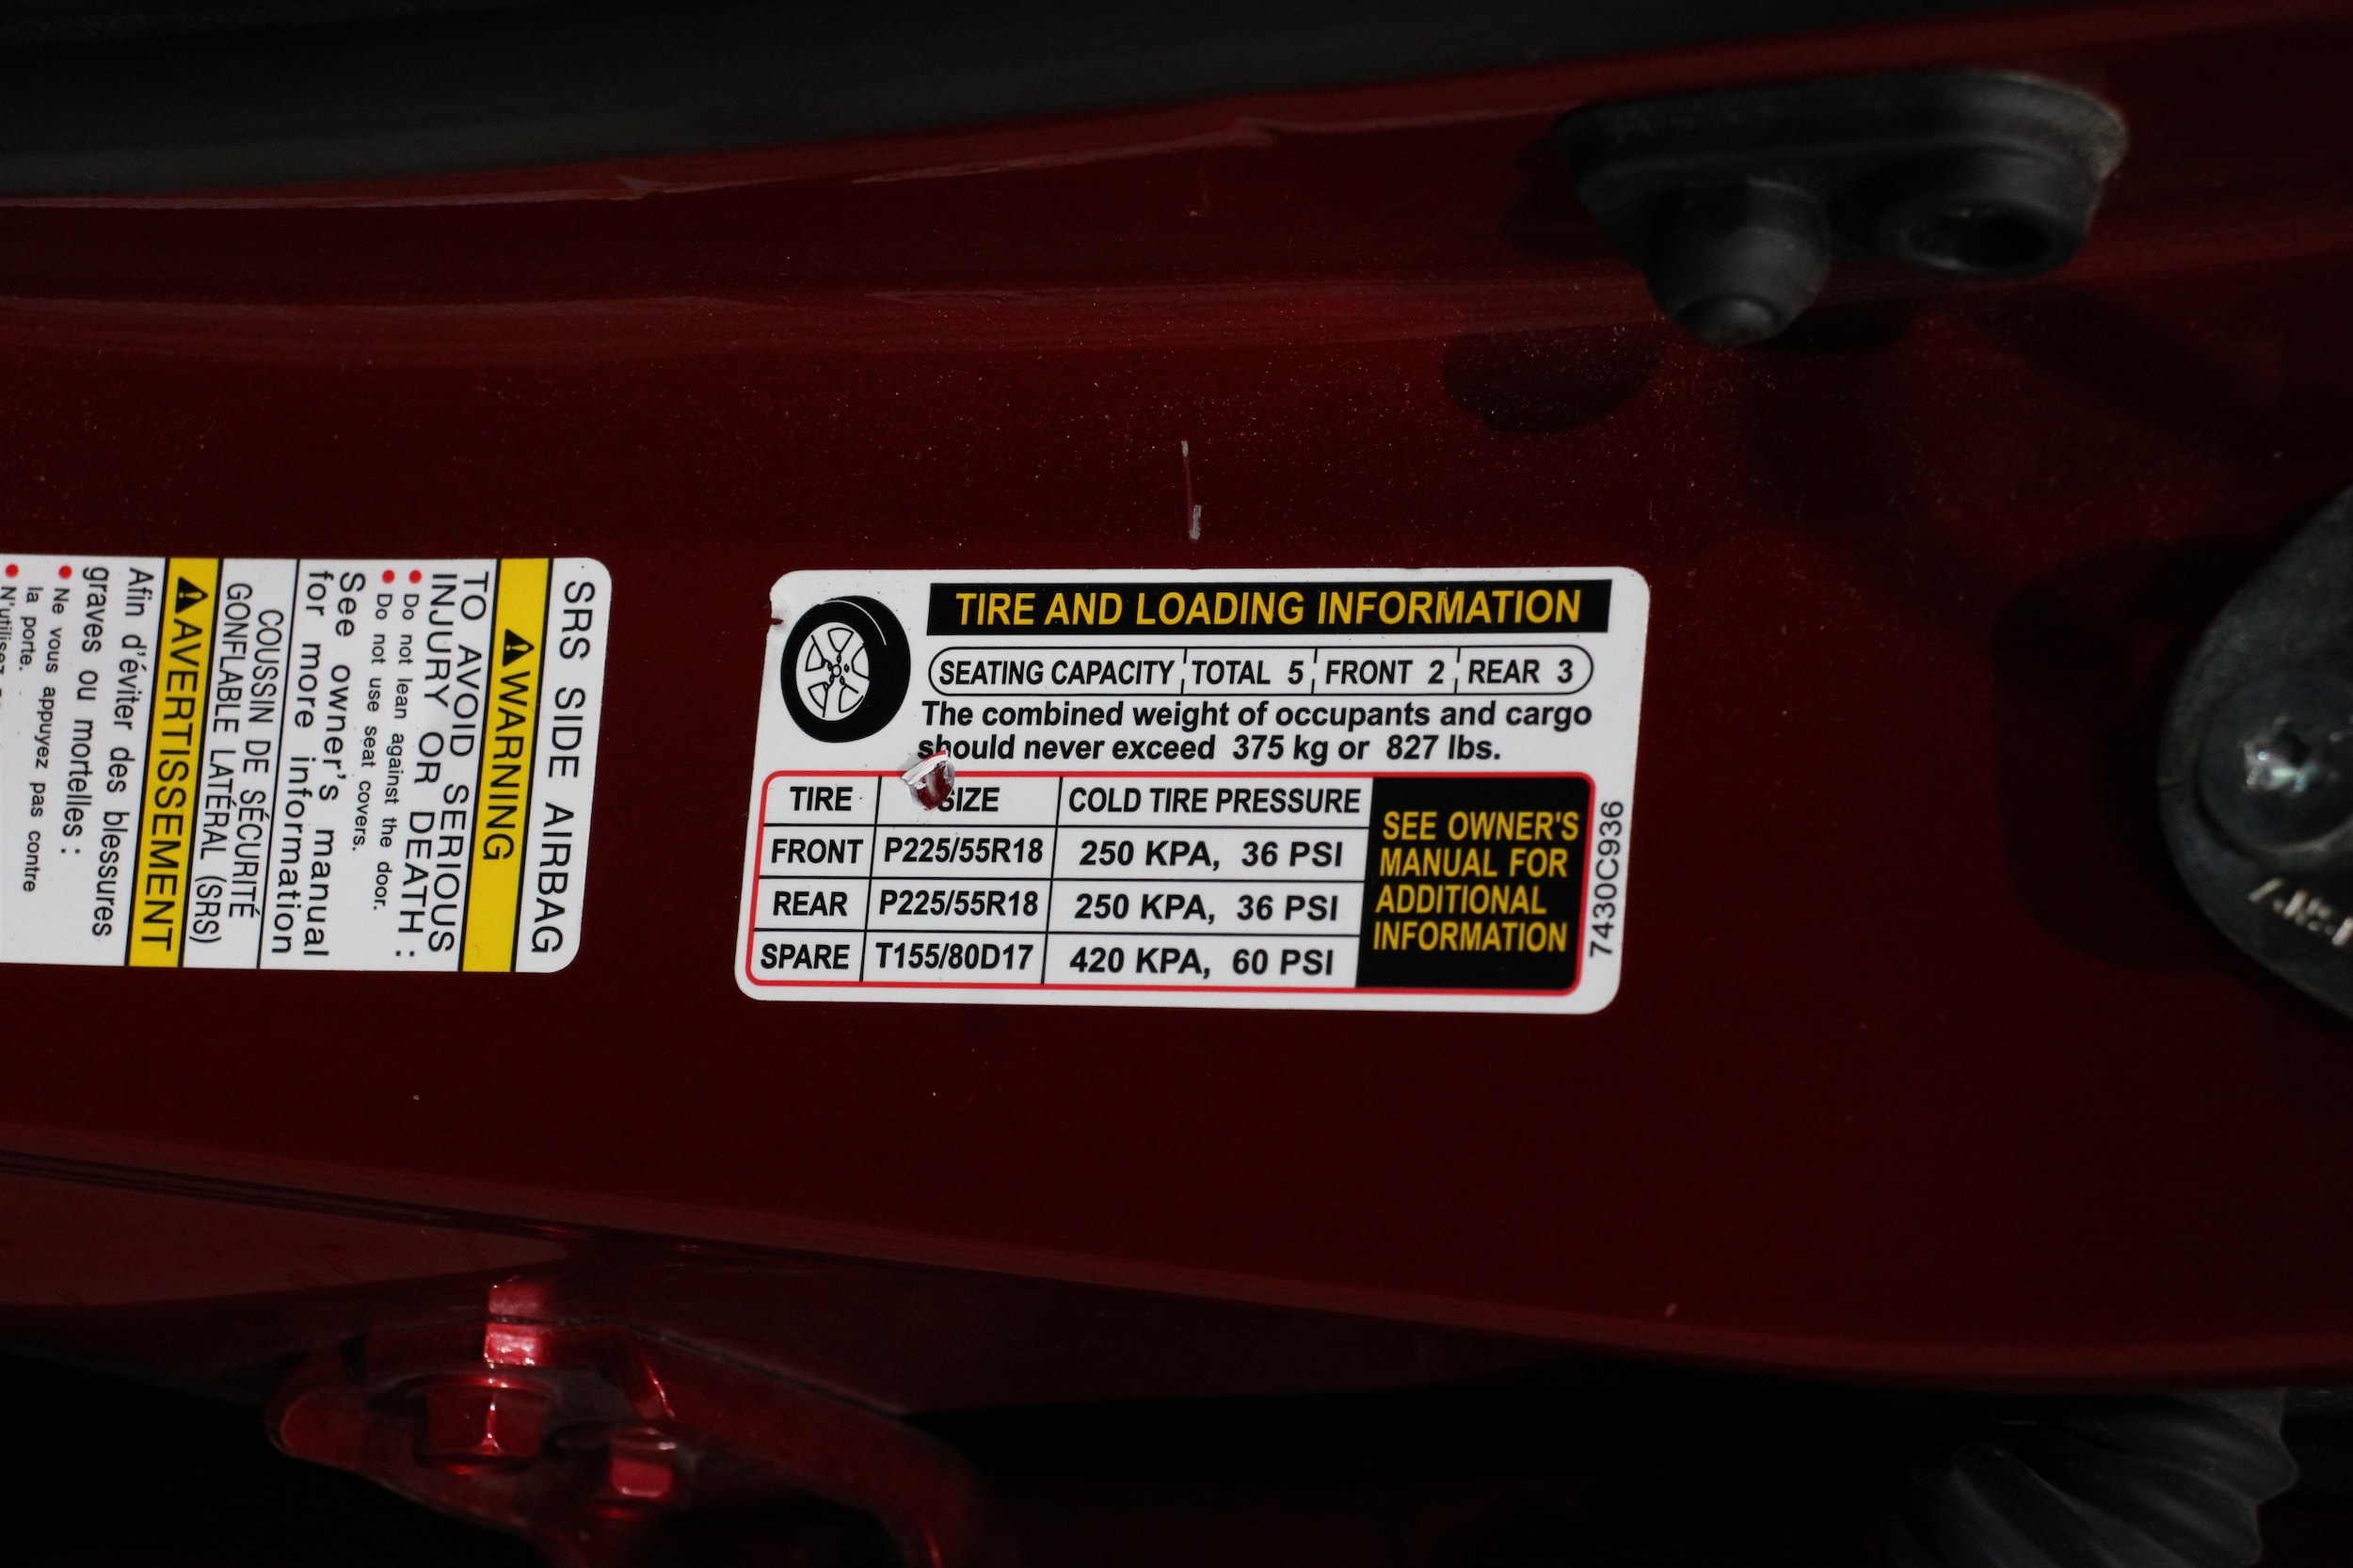 SRS SIDE AIRBAG
⚠WARNING
TO AVOID SERIOUS
INJURY OR DEATH :
• Do not lean against the door.
• Do not use seat covers.
See owner's manual
for more information
COUSSIN DE SÉCURITÉ
GONFLABLE LATÉRAL (SRS)
⚠AVERTISSEMENT
Afin d'éviter des blessures
graves ou mortelles :
• Ne vous appuyez pas contre
la porte.
• N'utilisez
TIRE AND LOADING INFORMATION
SEATING CAPACITY TOTAL 5 FRONT 2 REAR 3
The combined weight of occupants and cargo
should never exceed 375 kg or 827 lbs.
TIRE SIZE COLD TIRE PRESSURE
FRONT P225/55R18 250 KPA, 36 PSI
REAR P225/55R18 250 KPA, 36 PSI
SPARE T155/80D17 420 KPA, 60 PSI
SEE OWNER'S
MANUAL FOR
ADDITIONAL
INFORMATION
7430C936